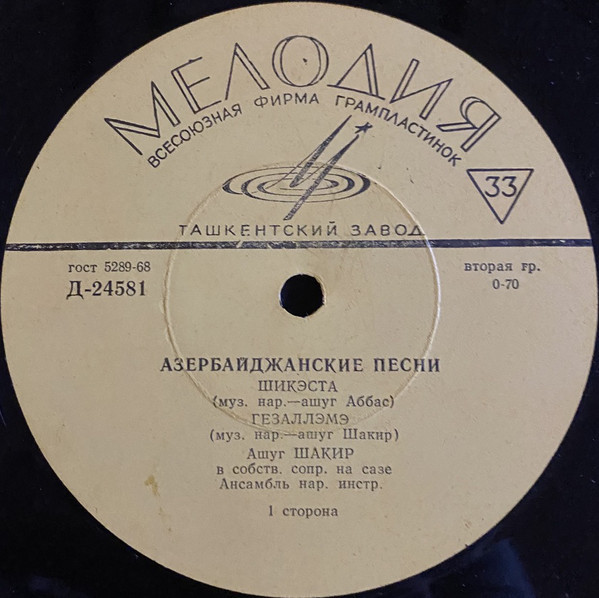 МЕЛОДИЯ
ВСЕСОЮЗНАЯ ФИРМА ГРАМПЛАСТИНОК
33
ТАШКЕНТСКИЙ ЗАВОД
гост 5289-68
Д-24581
вторая гр.
0-70
АЗЕРБАЙДЖАНСКИЕ ПЕСНИ
ШИКЭСТА
(муз. нар.—ашуг Аббас)
ГЕЗАЛЛЭМЭ
(муз. нар.—ашуг Шакир)
Ашуг ШАКИР
в собств. сопр. на сазе
Ансамбль нар. инстр.
1 сторона